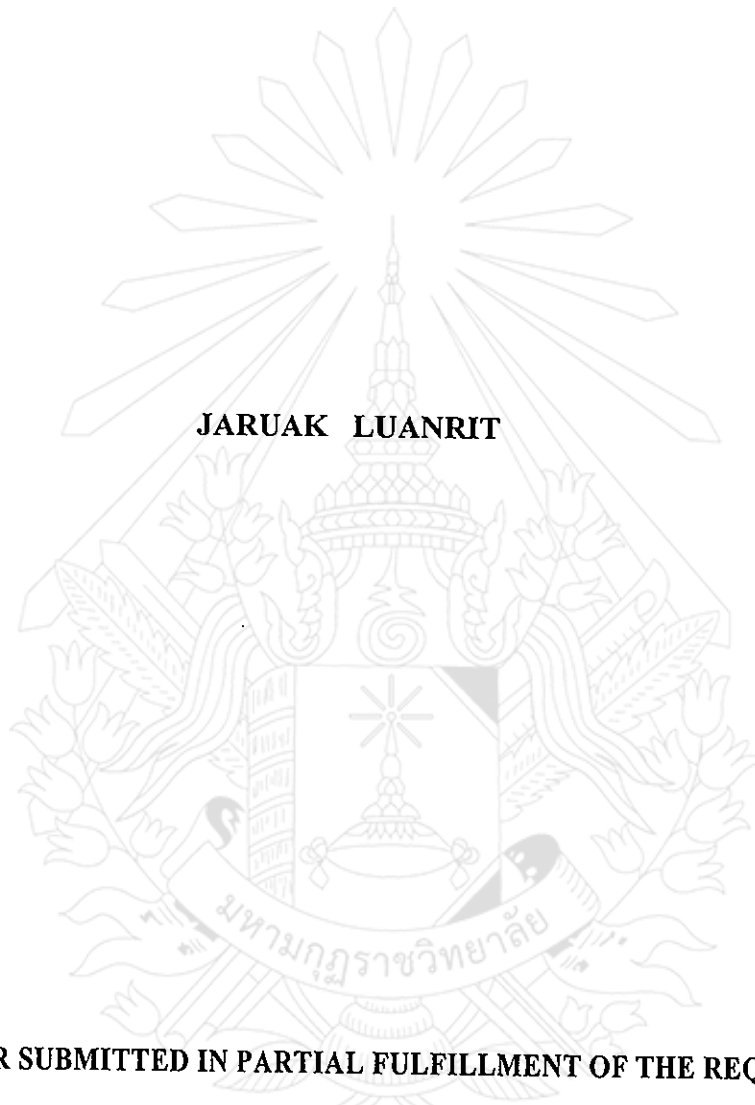 JARUAK LUANRIT
มหามกุฏราชวิทยาลัย
R SUBMITTED IN PARTIAL FULFILLMENT OF THE REQ